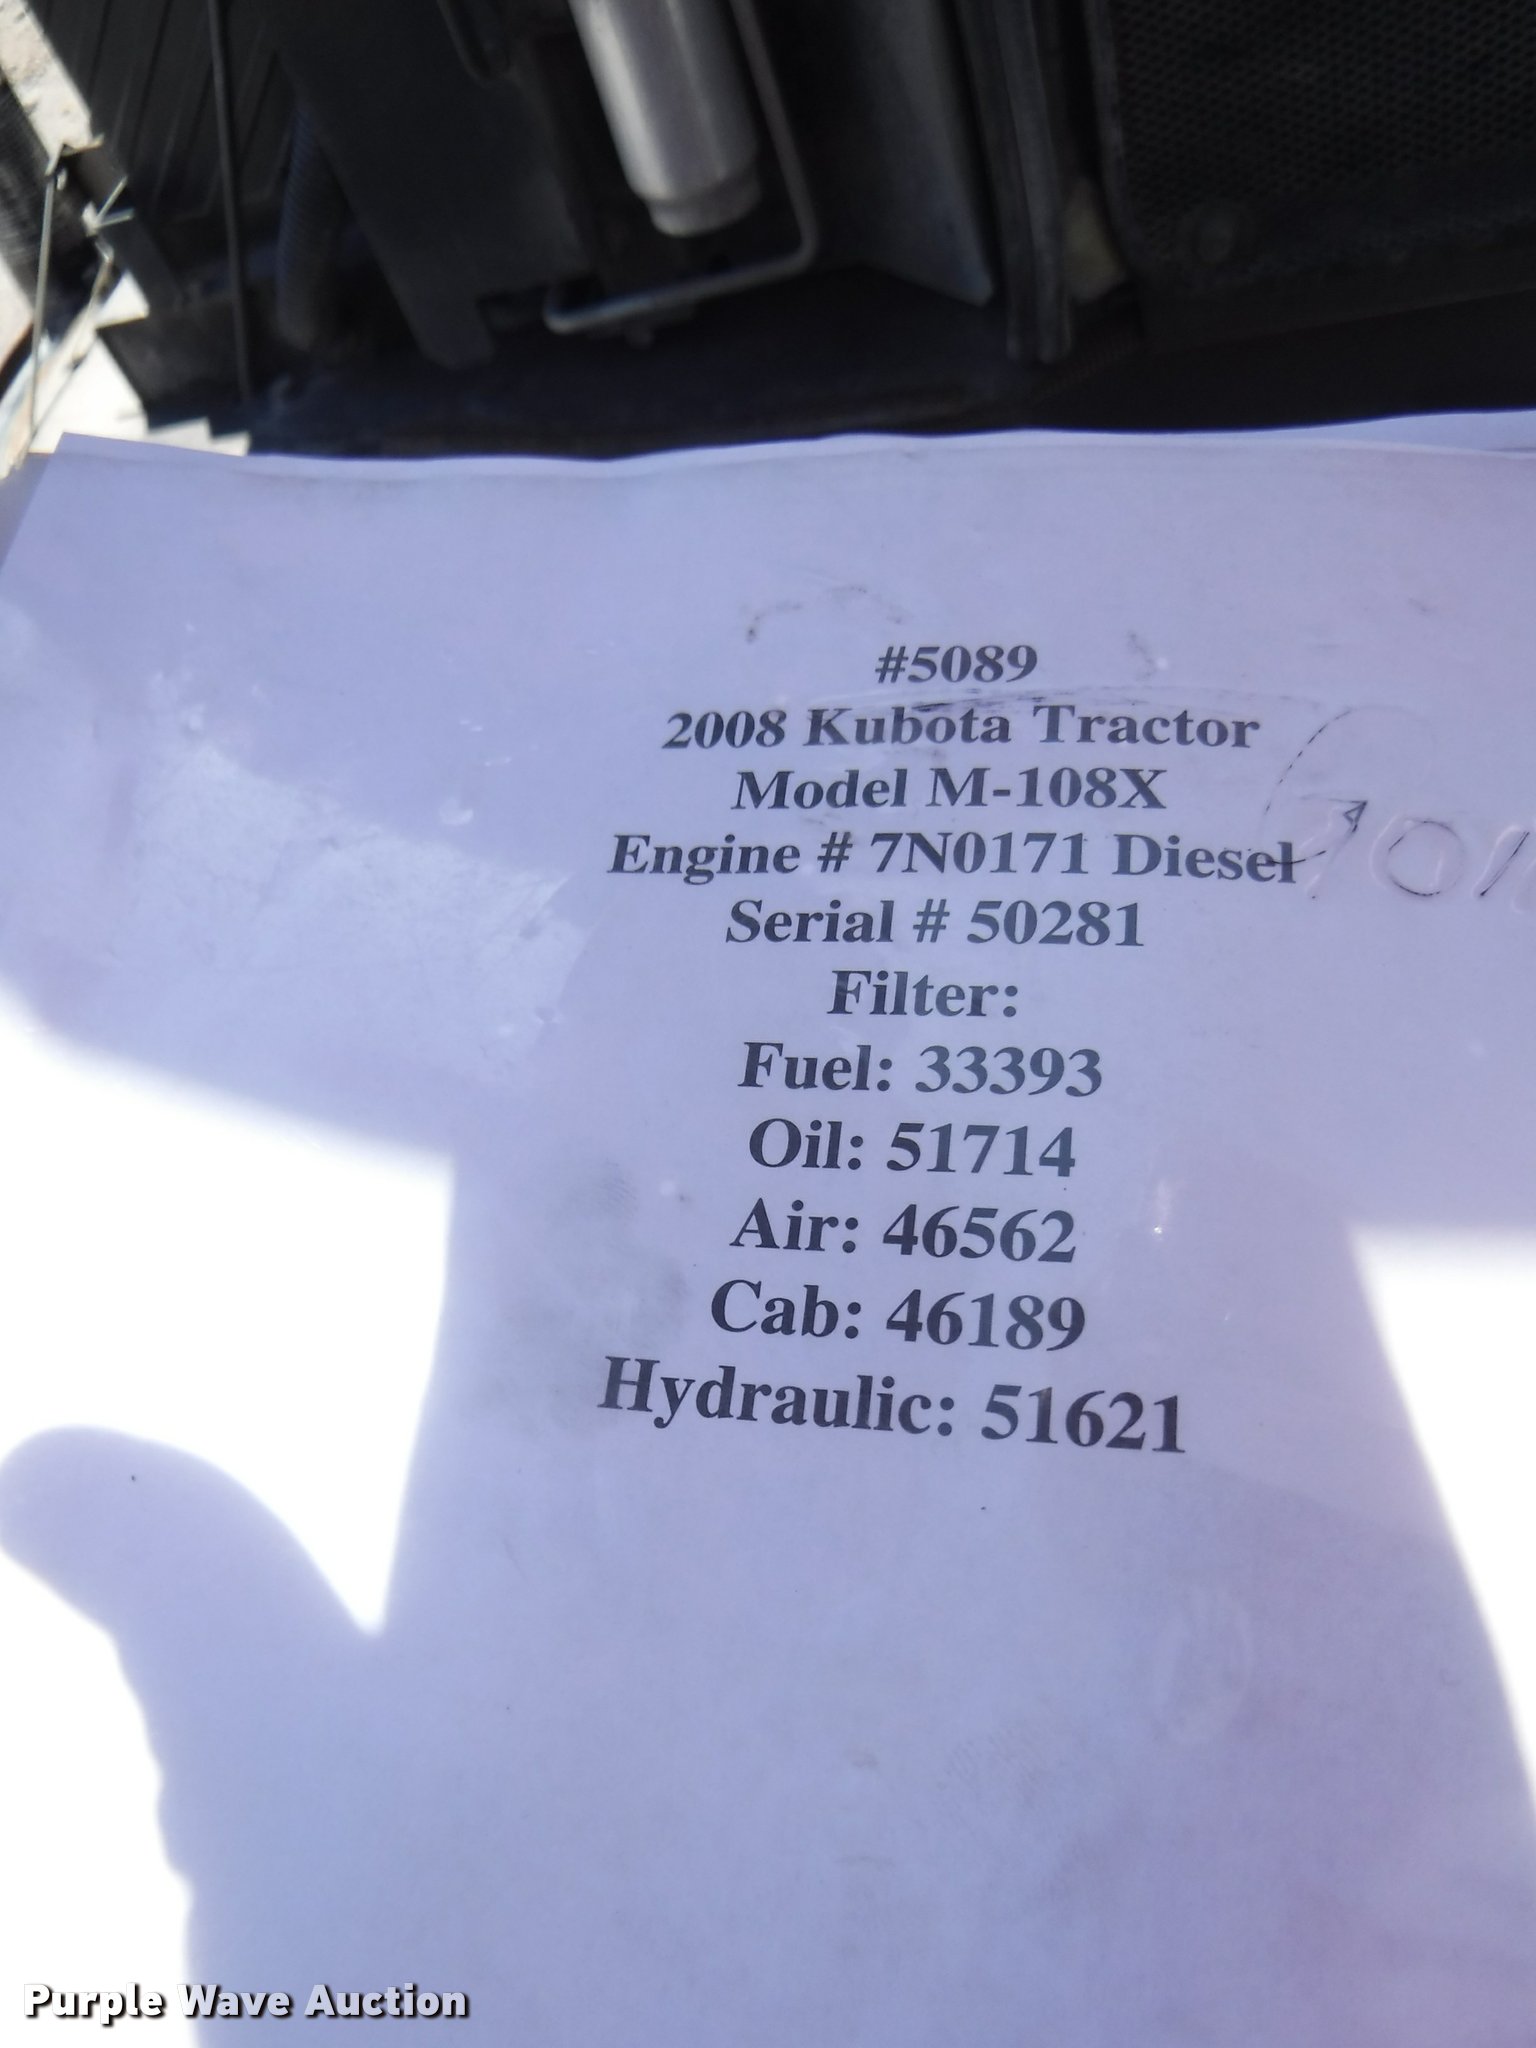 #5089
2008 Kubota Tractor
Model M-108X
Engine # 7N0171 Diesel
Serial # 50281
Filter:
Fuel: 33393
Oil: 51714
Air: 46562
Cab: 46189
Hydraulic: 51621
Purple Wave Auction